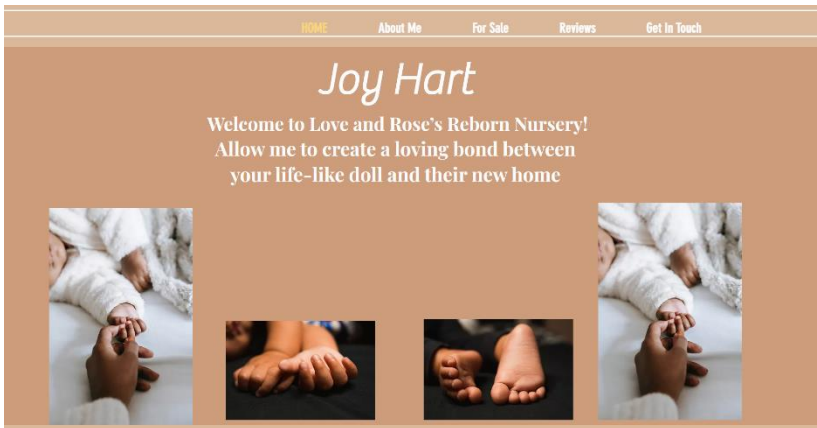 HOME About Me For Sale Reviews Get In Touch
Joy Hart
Welcome to Love and Rose's Reborn Nursery!
Allow me to create a loving bond between
your life-like doll and their new home